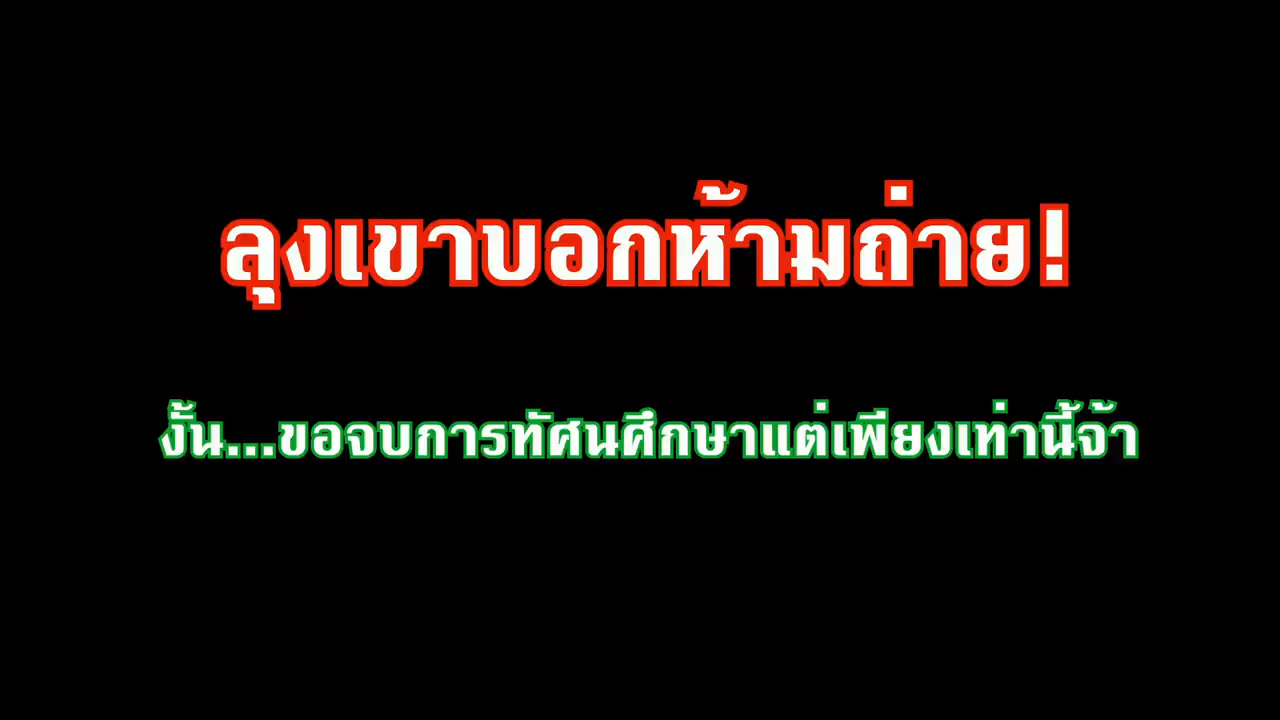 ลุงเขาบอกห้ามถ่าย!
งั้น...ขอจบการทัศนศึกษาแต่เพียงเท่านี้จ้า